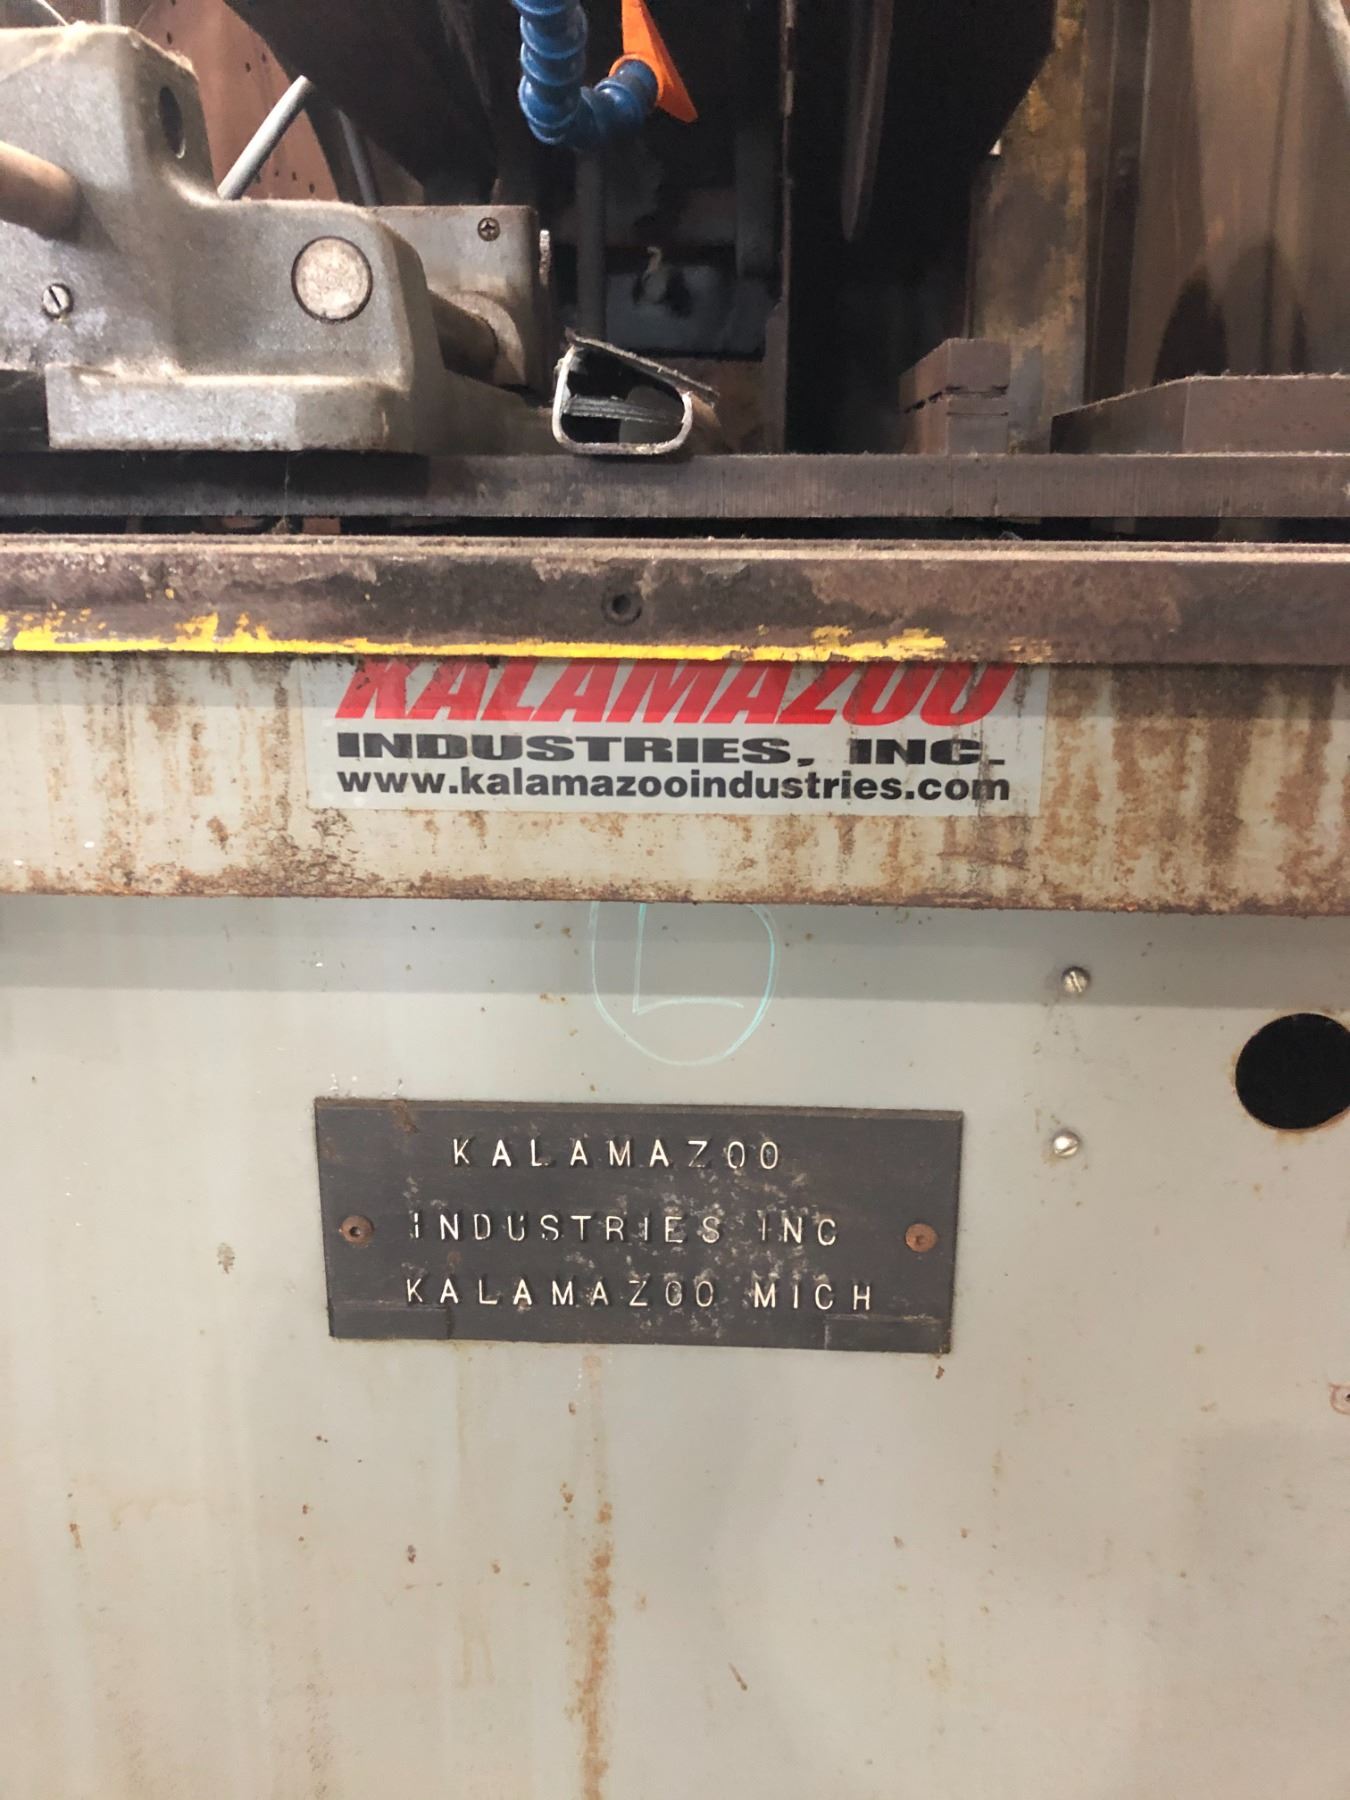 KALAMAZOO
INDUSTRIES, INC.
www.kalamazooindustries.com
L
KALAMAZOO
INDUSTRIES INC
KALAMAZOO MICH